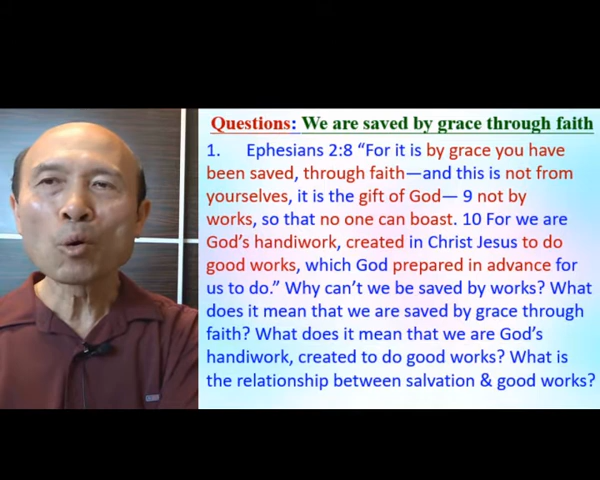 Questions: We are saved by grace through faith
1. Ephesians 2:8 “For it is by grace you have
been saved, through faith—and this is not from
yourselves, it is the gift of God— 9 not by
works, so that no one can boast. 10 For we are
God’s handiwork, created in Christ Jesus to do
good works, which God prepared in advance for
us to do.” Why can’t we be saved by works? What
does it mean that we are saved by grace through
faith? What does it mean that we are God’s
handiwork, created to do good works? What is
the relationship between salvation & good works?